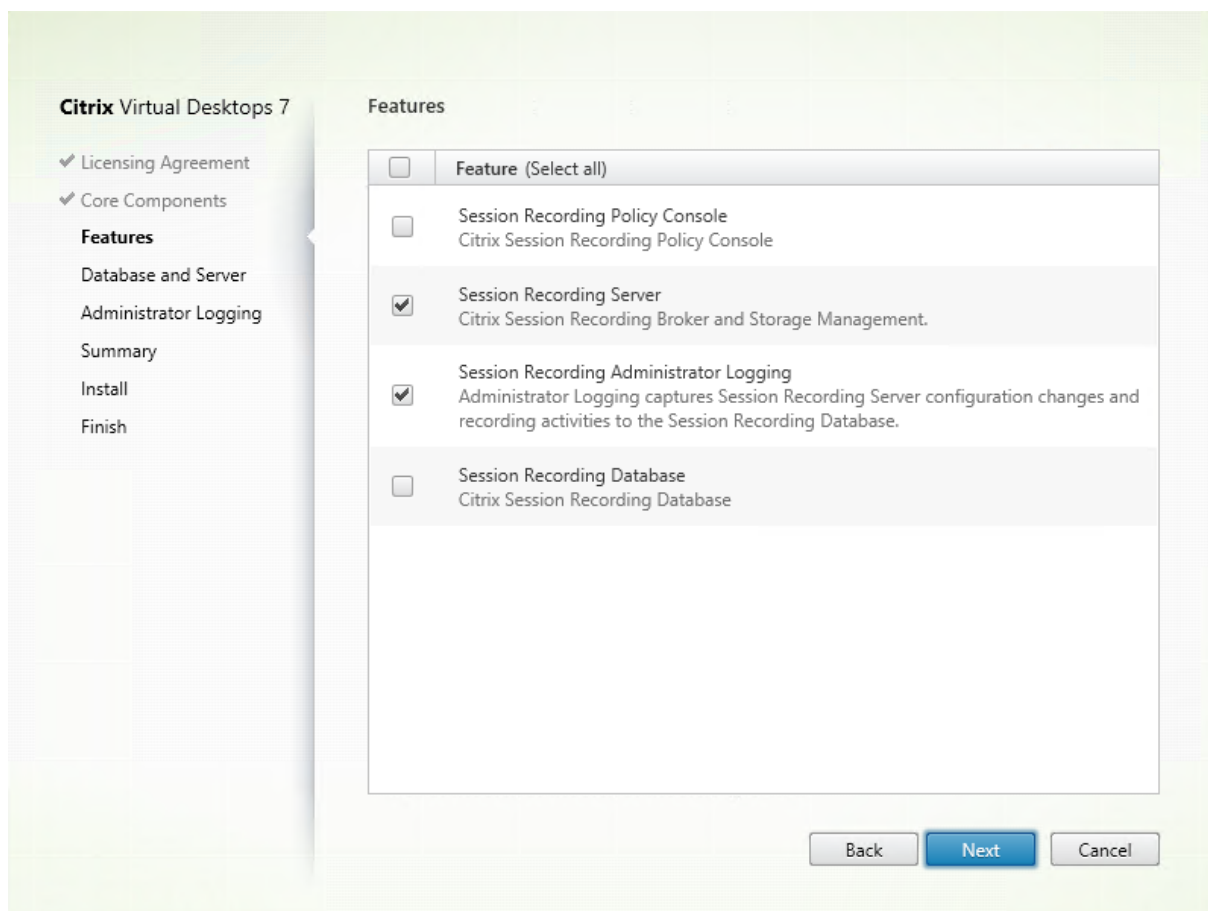 Citrix Virtual Desktops 7
Licensing Agreement
Core Components
Features
Database and Server
Administrator Logging
Summary
Install
Finish
Features
Feature (Select all)
Session Recording Policy Console
Citrix Session Recording Policy Console
Session Recording Server
Citrix Session Recording Broker and Storage Management.
Session Recording Administrator Logging
Administrator Logging captures Session Recording Server configuration changes and
recording activities to the Session Recording Database.
Session Recording Database
Citrix Session Recording Database
Back
Next
Cancel